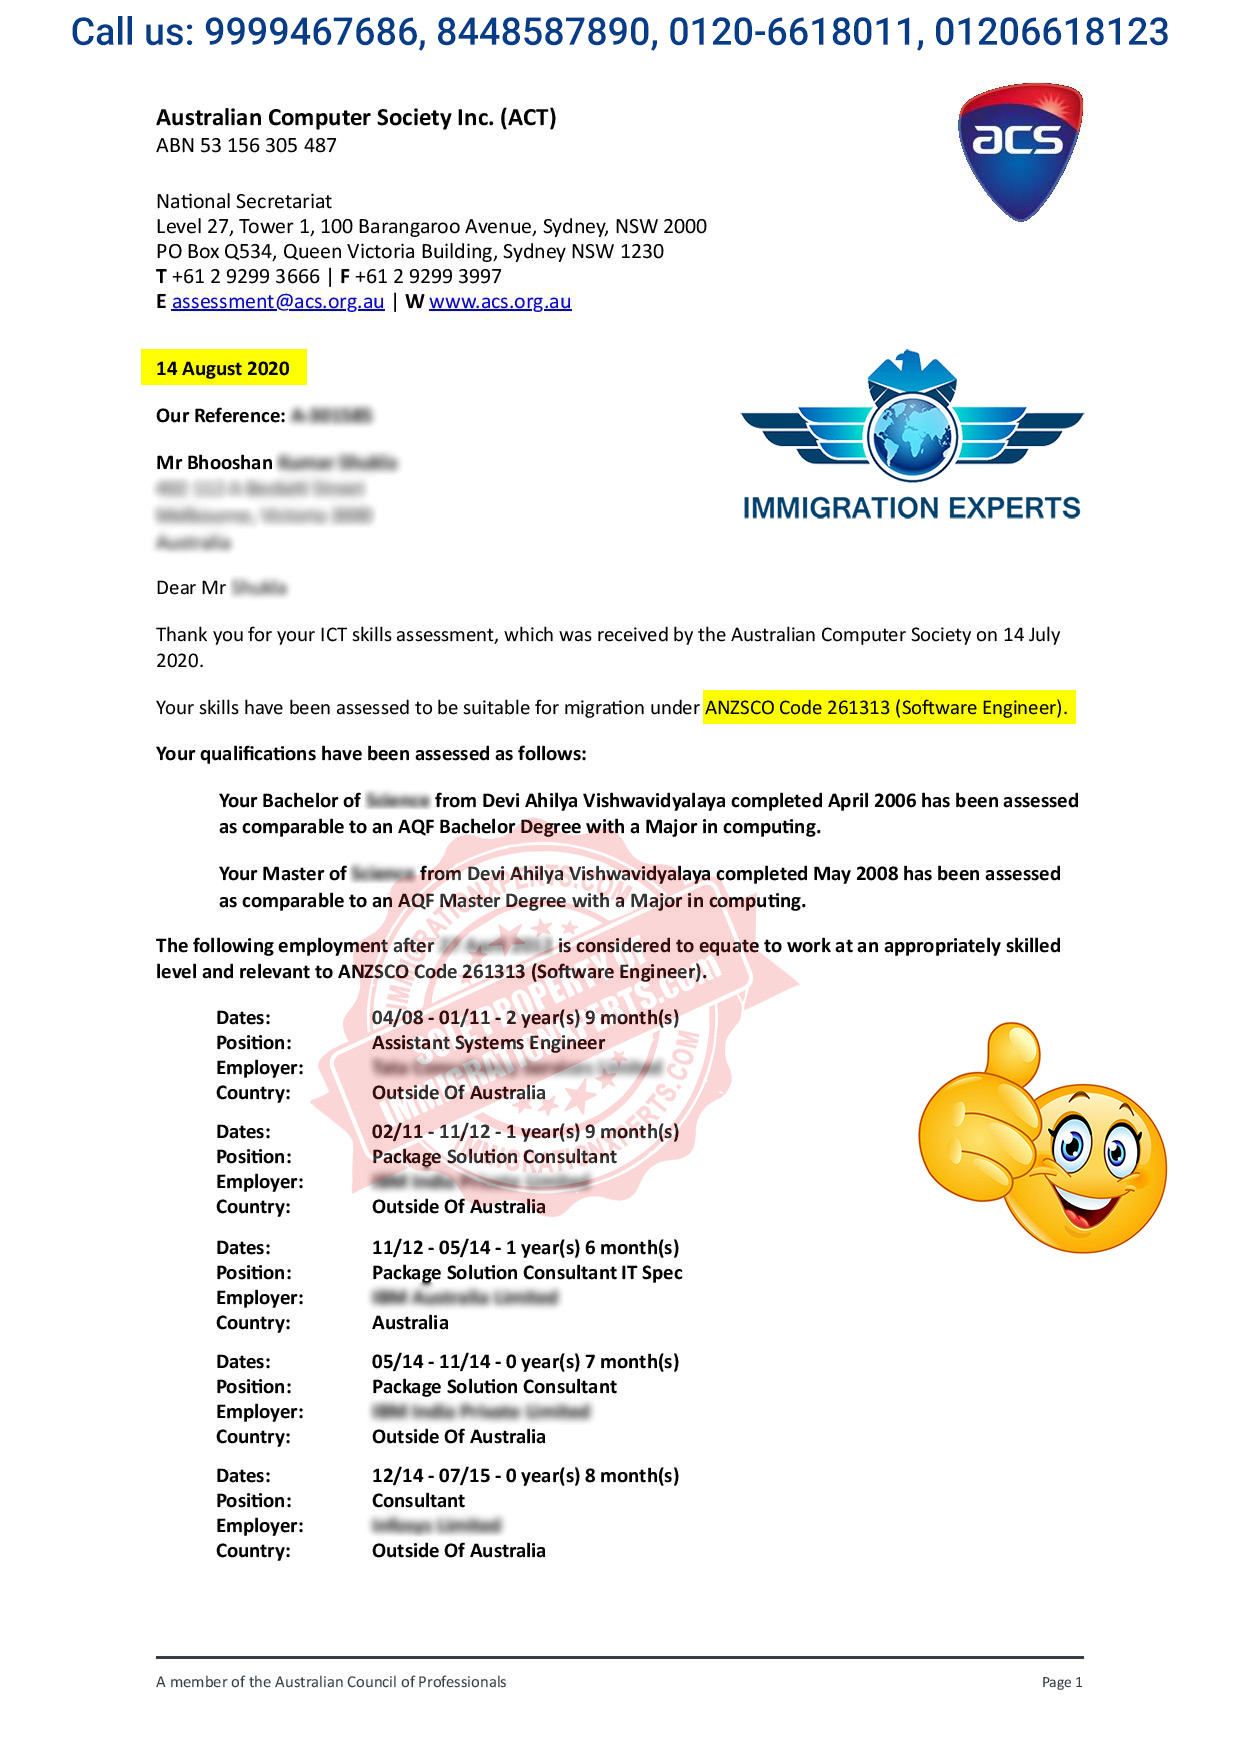 Call us: 9999467686, 8448587890, 0120-6618011, 01206618123
Australian Computer Society Inc. (ACT)
ABN 53 156 305 487
acs
National Secretariat
Level 27, Tower 1, 100 Barangaroo Avenue, Sydney, NSW 2000
PO Box Q534, Queen Victoria Building, Sydney NSW 1230
T +61 2 9299 3666 | F +61 2 9299 3997
E assessment@acs.org.au | W www.acs.org.au
14 August 2020
Our Reference:
Mr Bhooshan
IMMIGRATION EXPERTS
Dear Mr
Thank you for your ICT skills assessment, which was received by the Australian Computer Society on 14 July
2020.
Your skills have been assessed to be suitable for migration under ANZSCO Code 261313 (Software Engineer).
Your qualifications have been assessed as follows:
Your Bachelor of from Devi Ahilya Vishwavidyalaya completed April 2006 has been assessed
as comparable to an AQF Bachelor Degree with a Major in computing.
Your Master of from Devi Ahilya Vishwavidyalaya completed May 2008 has been assessed
as comparable to an AQF Master Degree with a Major in computing.
The following employment after is considered to equate to work at an appropriately skilled
level and relevant to ANZSCO Code 261313 (Software Engineer).
IMMIGRATIONXPERTS.COM
SOLE PROPERTY OF
IMMIGRATIONXPERTS.COM
IMMIGRATIONXPERTS.COM
Dates: 04/08 - 01/11 - 2 year(s) 9 month(s)
Position: Assistant Systems Engineer
Employer:
Country: Outside Of Australia
Dates: 02/11 - 11/12 - 1 year(s) 9 month(s)
Position: Package Solution Consultant
Employer:
Country: Outside Of Australia
Dates: 11/12 - 05/14 - 1 year(s) 6 month(s)
Position: Package Solution Consultant IT Spec
Employer:
Country: Australia
Dates: 05/14 - 11/14 - 0 year(s) 7 month(s)
Position: Package Solution Consultant
Employer:
Country: Outside Of Australia
Dates: 12/14 - 07/15 - 0 year(s) 8 month(s)
Position: Consultant
Employer:
Country: Outside Of Australia
A member of the Australian Council of Professionals Page 1